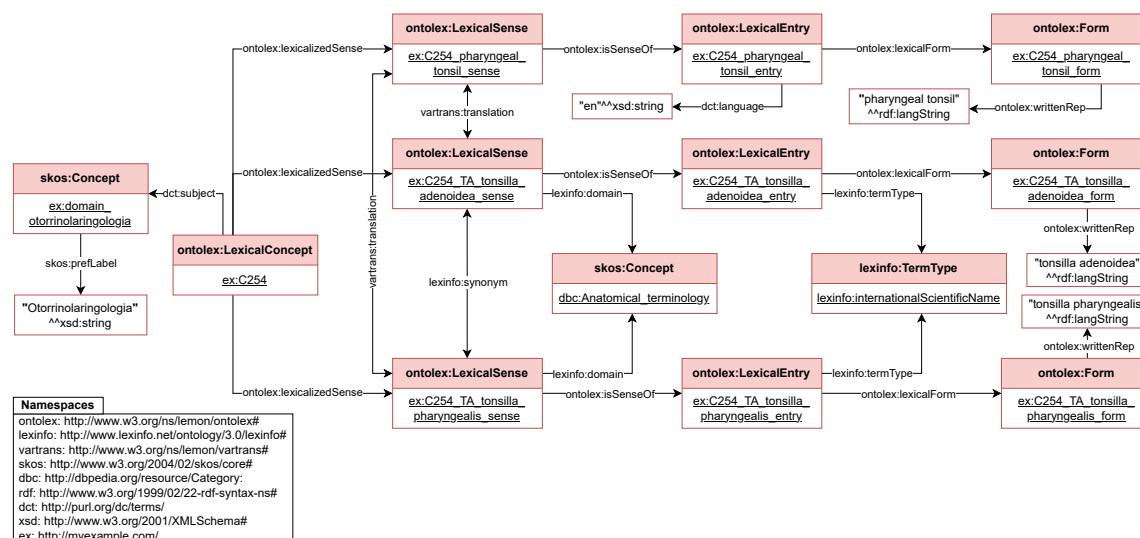 ontolex:LexicalSense
ex:C254_pharyngeal_
tonsil_sense
ontolex:isSenseOf
ontolex:LexicalEntry
ex:C254_pharyngeal_
tonsil_entry
ontolex:lexicalForm
ontolex:Form
ex:C254_pharyngeal_
tonsil_form
ontolex:lexicalizedSense
"en"^^xsd:string
dct:language
"pharyngeal tonsil"
^^rdf:langString
ontolex:writtenRep
vartrans:translation
ontolex:LexicalSense
ex:C254_TA_tonsilla_
adenoidea_sense
ontolex:isSenseOf
lexinfo:domain
ontolex:LexicalEntry
ex:C254_TA_tonsilla_
adenoidea_entry
ontolex:lexicalForm
lexinfo:termType
ontolex:Form
ex:C254_TA_tonsilla_
adenoidea_form
ontolex:lexicalizedSense
skos:Concept
ex:domain_
otorrinolaringologia
dct:subject
ontolex:writtenRep
ontolex:LexicalConcept
ex:C254
skos:prefLabel
vartrans:translation
lexinfo:synonym
skos:Concept
dbc:Anatomical_terminology
lexinfo:TermType
lexinfo:internationalScientificName
"tonsilla adenoidea"
^^rdf:langString
"Otorrinolaringologia"
^^xsd:string
"tonsilla pharyngealis"
^^rdf:langString
ontolex:writtenRep
ontolex:lexicalizedSense
ontolex:LexicalSense
ex:C254_TA_tonsilla_
pharyngealis_sense
lexinfo:domain
ontolex:isSenseOf
ontolex:LexicalEntry
ex:C254_TA_tonsilla_
pharyngealis_entry
lexinfo:termType
ontolex:lexicalForm
ontolex:Form
ex:C254_TA_tonsilla_
pharyngealis_form
Namespaces
ontolex: http://www.w3.org/ns/lemon/ontolex#
lexinfo: http://www.lexinfo.net/ontology/3.0/lexinfo#
vartrans: http://www.w3.org/ns/lemon/vartrans#
skos: http://www.w3.org/2004/02/skos/core#
dbc: http://dbpedia.org/resource/Category:
rdf: http://www.w3.org/1999/02/22-rdf-syntax-ns#
dct: http://purl.org/dc/terms/
xsd: http://www.w3.org/2001/XMLSchema#
ex: http://myexample.com/